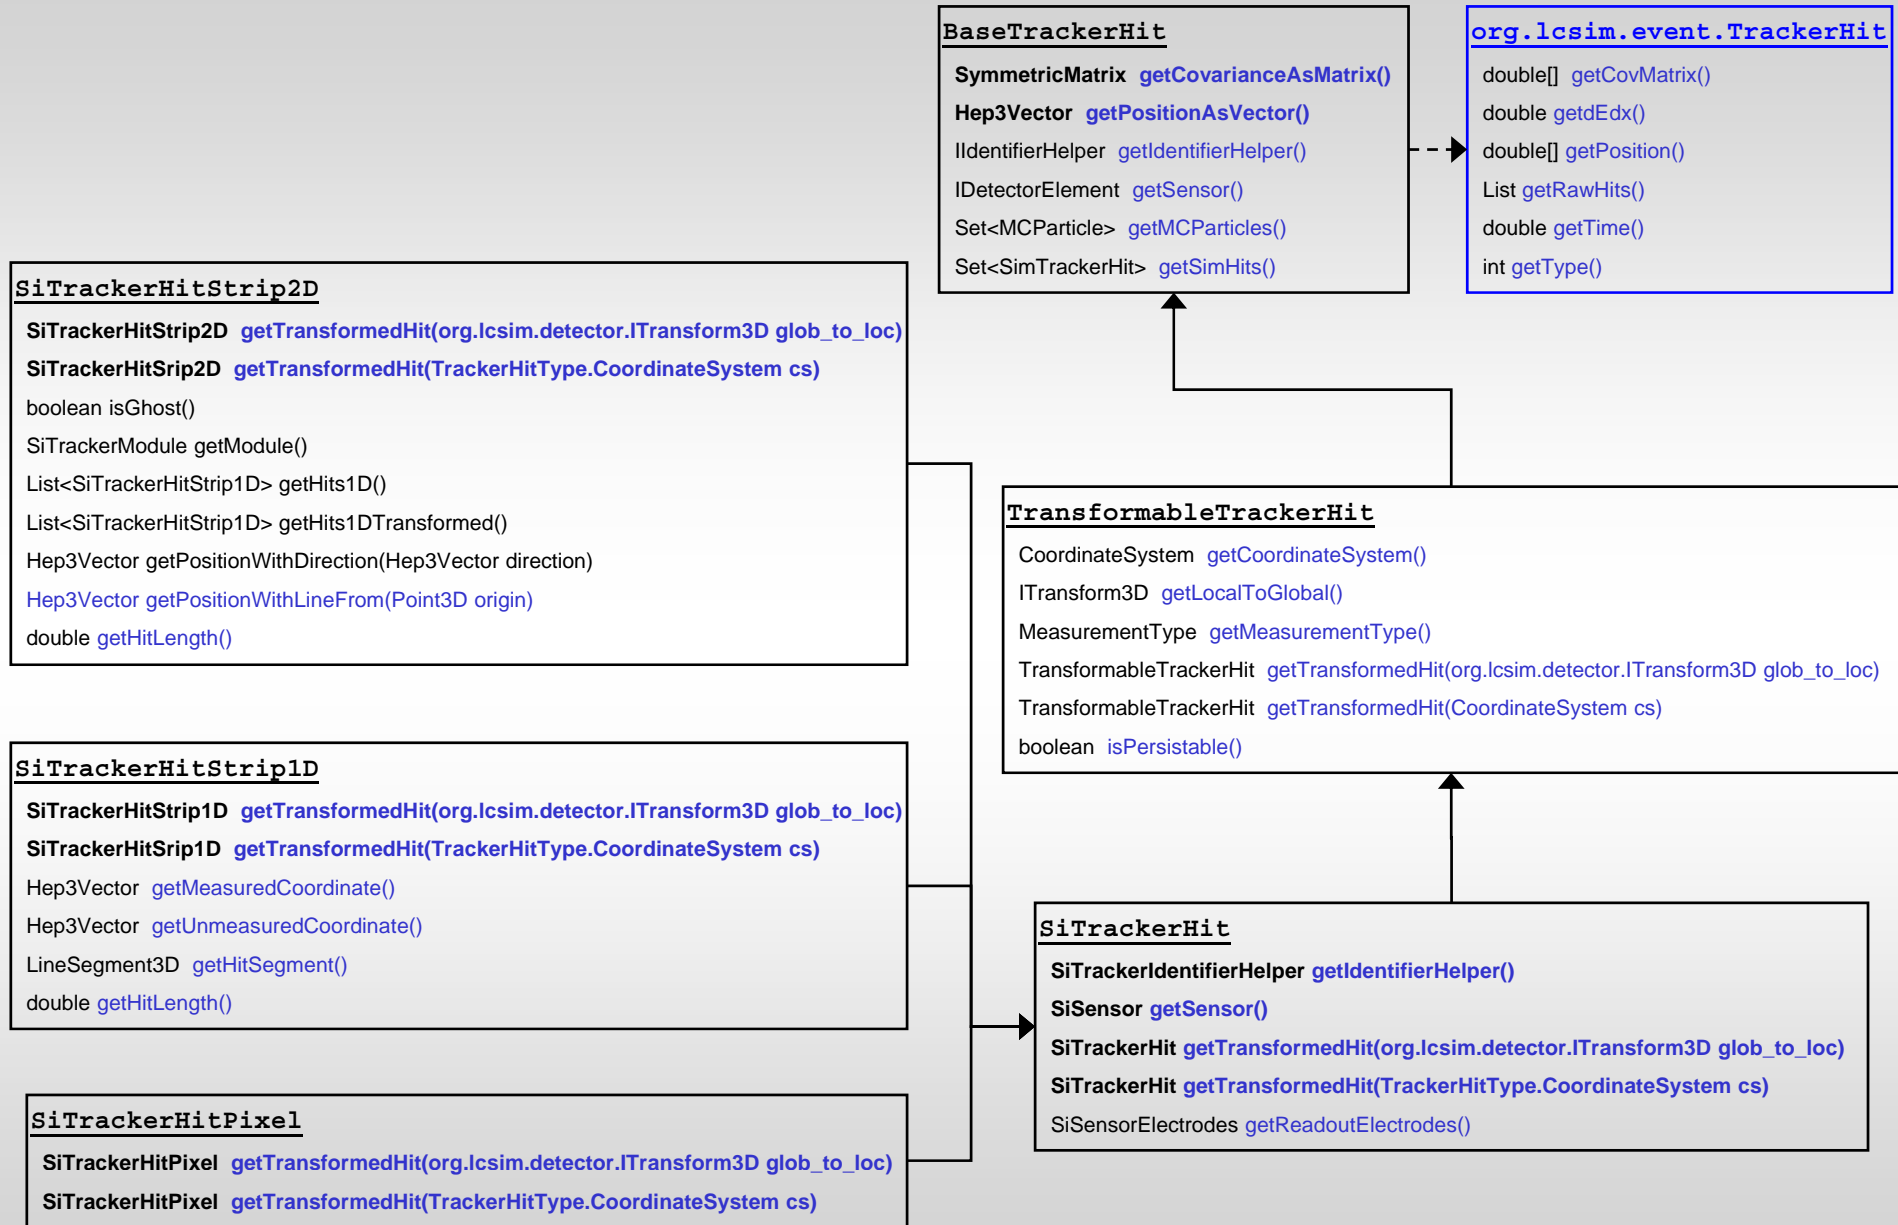 BaseTrackerHit
SymmetricMatrix getCovarianceAsMatrix()
Hep3Vector getPositionAsVector()
IIdentifierHelper getIdentifierHelper()
IDetectorElement getSensor()
Set<MCParticle> getMCParticles()
Set<SimTrackerHit> getSimHits()
org.lcsim.event.TrackerHit
double[] getCovMatrix()
double getdEdx()
double[] getPosition()
List getRawHits()
double getTime()
int getType()
SiTrackerHitStrip2D
SiTrackerHitStrip2D getTransformedHit(org.lcsim.detector.ITransform3D glob_to_loc)
SiTrackerHitSrip2D getTransformedHit(TrackerHitType.CoordinateSystem cs)
boolean isGhost()
SiTrackerModule getModule()
List<SiTrackerHitStrip1D> getHits1D()
List<SiTrackerHitStrip1D> getHits1DTransformed()
Hep3Vector getPositionWithDirection(Hep3Vector direction)
Hep3Vector getPositionWithLineFrom(Point3D origin)
double getHitLength()
TransformableTrackerHit
CoordinateSystem getCoordinateSystem()
ITransform3D getLocalToGlobal()
MeasurementType getMeasurementType()
TransformableTrackerHit getTransformedHit(org.lcsim.detector.ITransform3D glob_to_loc)
TransformableTrackerHit getTransformedHit(CoordinateSystem cs)
boolean isPersistable()
SiTrackerHitStrip1D
SiTrackerHitStrip1D getTransformedHit(org.lcsim.detector.ITransform3D glob_to_loc)
SiTrackerHitSrip1D getTransformedHit(TrackerHitType.CoordinateSystem cs)
Hep3Vector getMeasuredCoordinate()
Hep3Vector getUnmeasuredCoordinate()
LineSegment3D getHitSegment()
double getHitLength()
SiTrackerHit
SiTrackerIdentifierHelper getIdentifierHelper()
SiSensor getSensor()
SiTrackerHit getTransformedHit(org.lcsim.detector.ITransform3D glob_to_loc)
SiTrackerHit getTransformedHit(TrackerHitType.CoordinateSystem cs)
SiSensorElectrodes getReadoutElectrodes()
SiTrackerHitPixel
SiTrackerHitPixel getTransformedHit(org.lcsim.detector.ITransform3D glob_to_loc)
SiTrackerHitPixel getTransformedHit(TrackerHitType.CoordinateSystem cs)